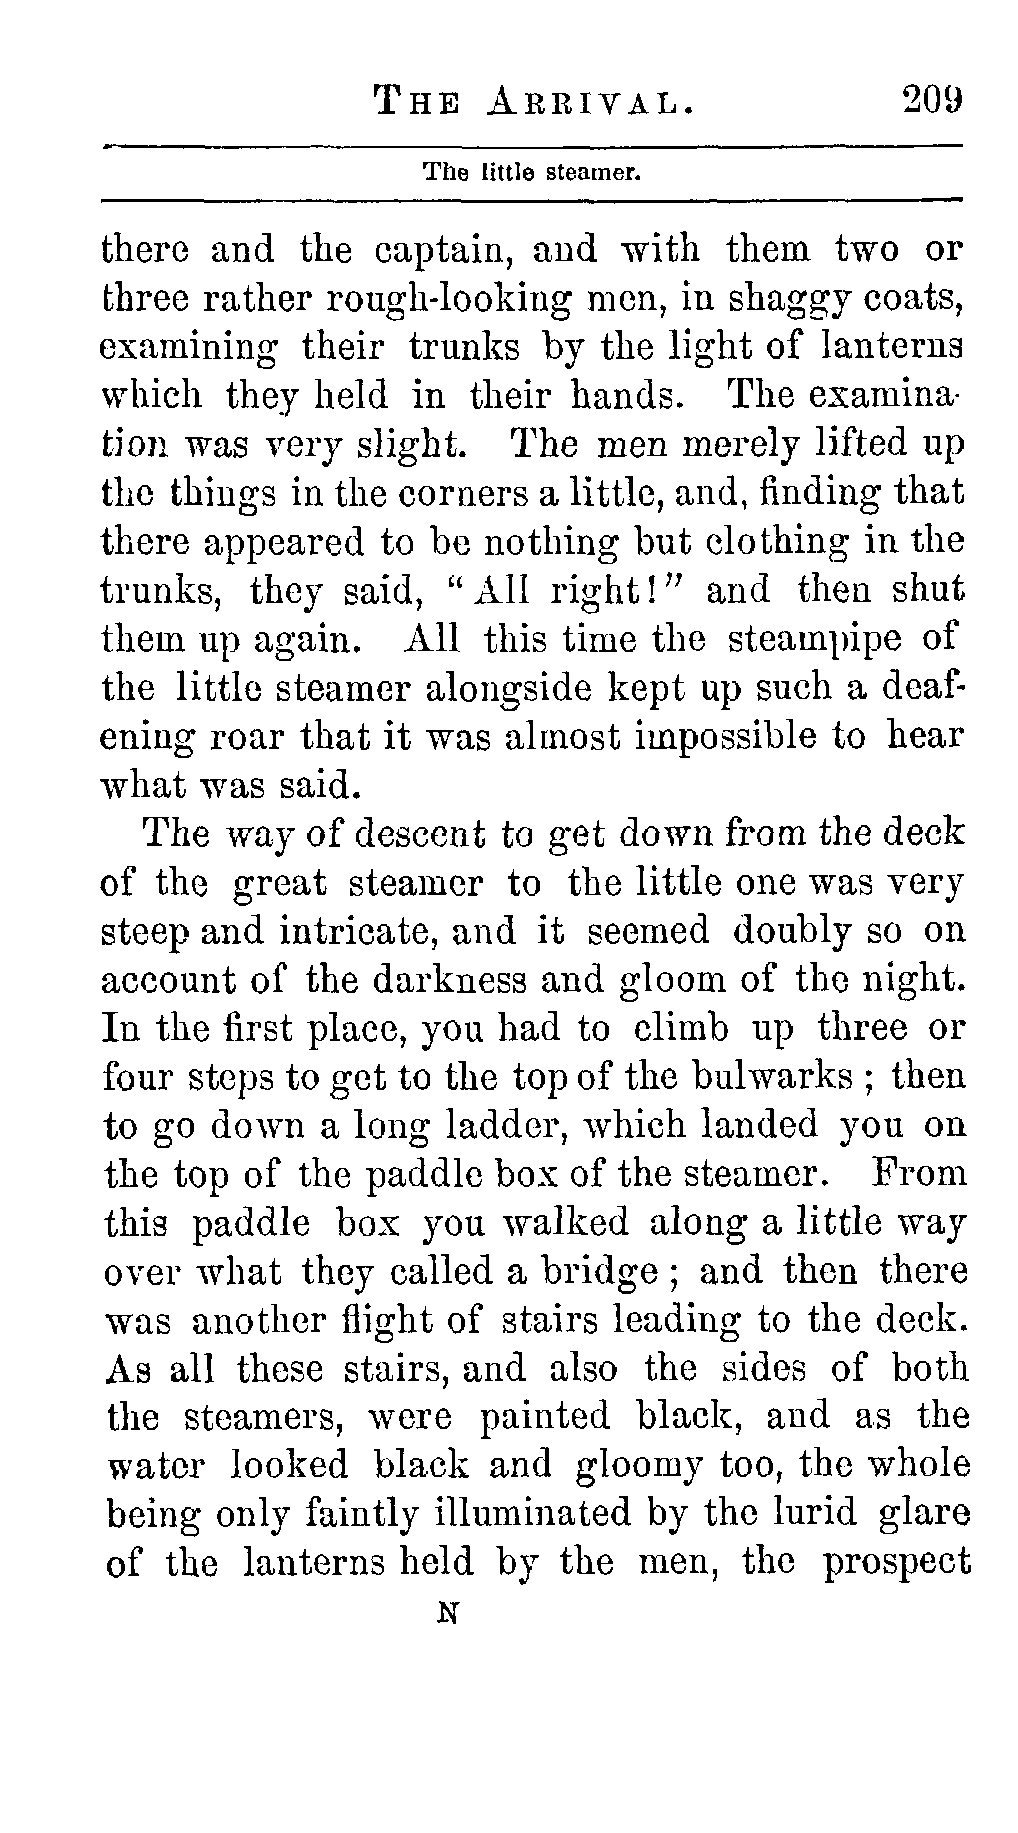 THE ARRIVAL. 209
The little steamer.
there and the captain, and with them two or
three rather rough-looking men, in shaggy coats,
examining their trunks by the light of lanterns
which they held in their hands. The examina-
tion was very slight. The men merely lifted up
the things in the corners a little, and, finding that
there appeared to be nothing but clothing in the
trunks, they said, “ All right!” and then shut
them up again. All this time the steampipe of
the little steamer alongside kept up such a deaf-
ening roar that it was almost impossible to hear
what was said.
The way of descent to get down from the deck
of the great steamer to the little one was very
steep and intricate, and it seemed doubly so on
account of the darkness and gloom of the night.
In the first place, you had to climb up three or
four steps to get to the top of the bulwarks ; then
to go down a long ladder, which landed you on
the top of the paddle box of the steamer. From
this paddle box you walked along a little way
over what they called a bridge ; and then there
was another flight of stairs leading to the deck.
As all these stairs, and also the sides of both
the steamers, were painted black, and as the
water looked black and gloomy too, the whole
being only faintly illuminated by the lurid glare
of the lanterns held by the men, the prospect
N